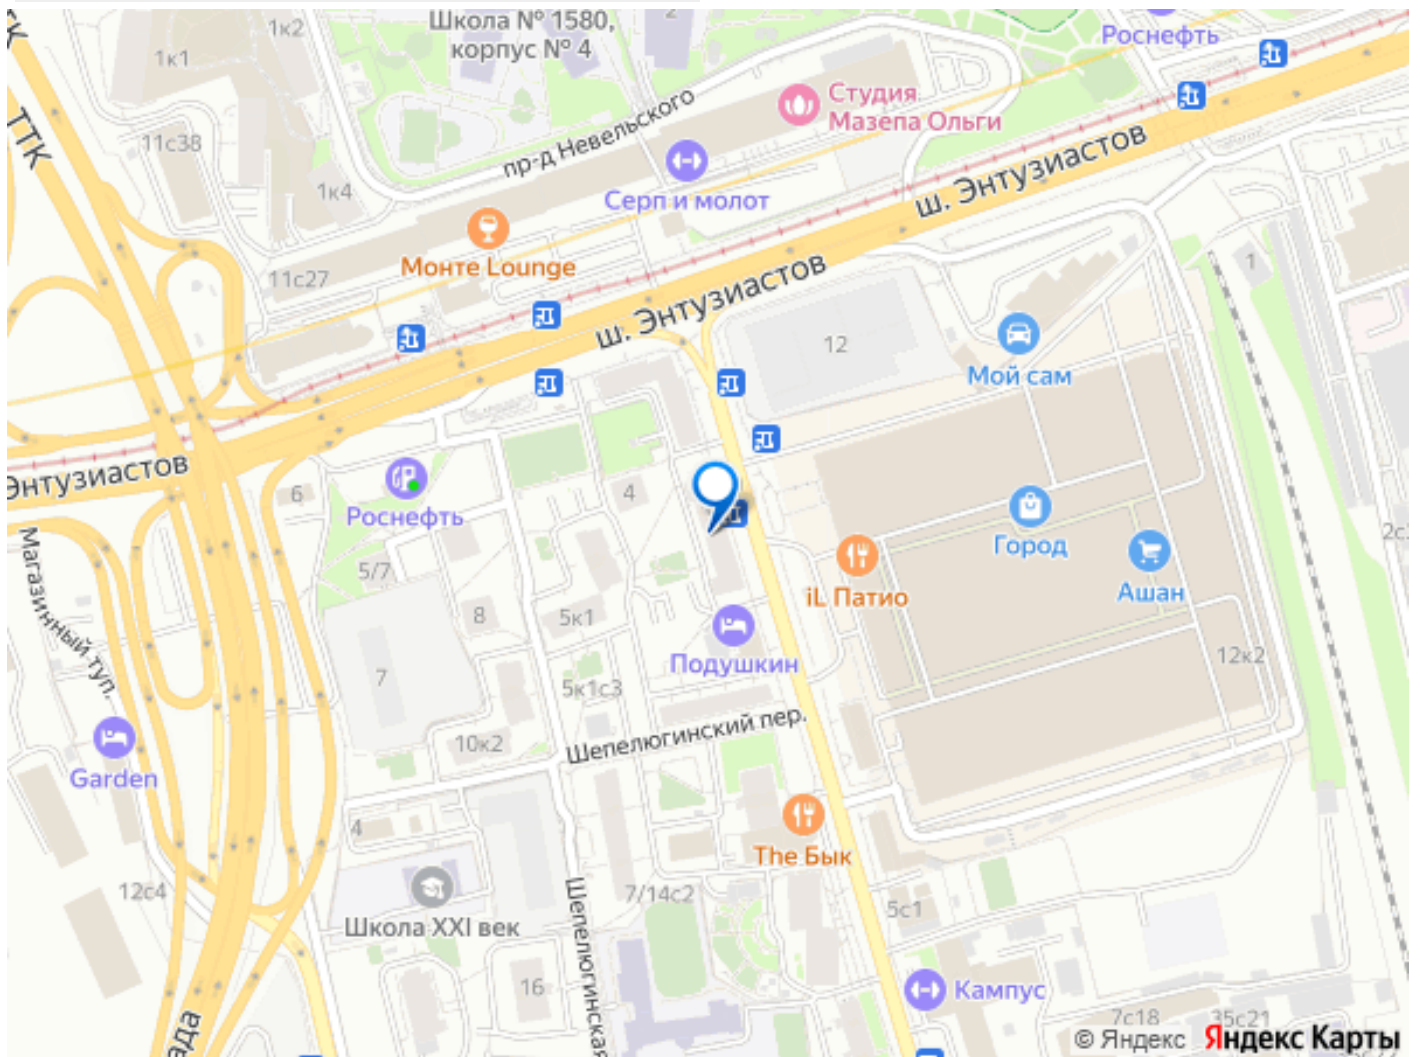 Школа № 1580,
корпус № 4
2
1к2
1к1
Роснефть
ТТК
Студия
Мазепа Ольги
11с38
пр-д Невельского
1к4
Серп и молот
ш. Энтузиастов
Монте Lounge
11с27
1
ш. Энтузиастов
12
Мой сам
Энтузиастов
6
4
Роснефть
Город
Ашан
iL Патио
5/7
8
5к1
Магазинный туп.
Подушкин
12к2
7
5к1с3
10к2
Шепелюгинский пер.
Garden
4
The Бык
12с4
7/14с2
5с1
Школа XXI век
Шепелюгинская
16
Кампус
7с18
35с21
© Яндекс Яндекс Карты